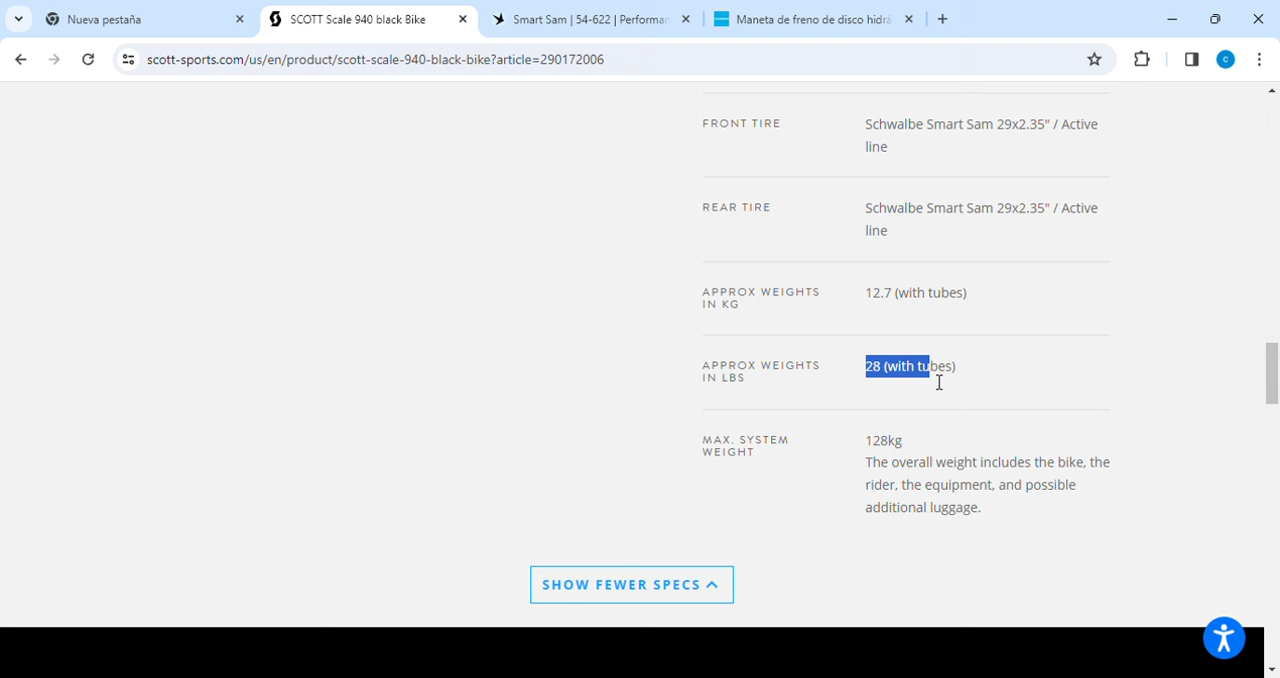 Nueva pestaña
SCOTT Scale 940 black Bike
Smart Sam | 54-622 | Performan
Maneta de freno de disco hidrá
scott-sports.com/us/en/product/scott-scale-940-black-bike?article=290172006
c
FRONT TIRE
Schwalbe Smart Sam 29x2.35" / Active
line
REAR TIRE
Schwalbe Smart Sam 29x2.35" / Active
line
APPROX WEIGHTS
IN KG
12.7 (with tubes)
APPROX WEIGHTS
IN LBS
28 (with tubes)
MAX. SYSTEM
WEIGHT
128kg
The overall weight includes the bike, the
rider, the equipment, and possible
additional luggage.
SHOW FEWER SPECS